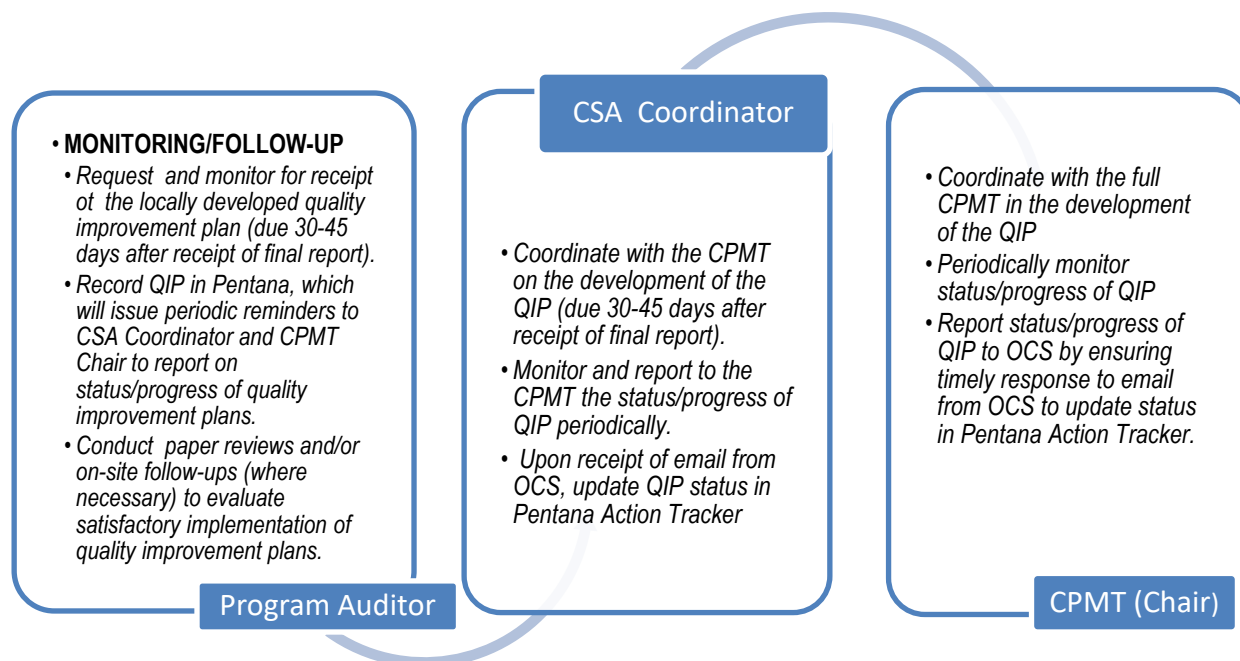 • MONITORING/FOLLOW-UP
• Request and monitor for receipt
ot the locally developed quality
improvement plan (due 30-45
days after receipt of final report).
• Record QIP in Pentana, which
will issue periodic reminders to
CSA Coordinator and CPMT
Chair to report on
status/progress of quality
improvement plans.
• Conduct paper reviews and/or
on-site follow-ups (where
necessary) to evaluate
satisfactory implementation of
quality improvement plans.
Program Auditor
CSA Coordinator
• Coordinate with the CPMT
on the development of the
QIP (due 30-45 days after
receipt of final report).
• Monitor and report to the
CPMT the status/progress of
QIP periodically.
• Upon receipt of email from
OCS, update QIP status in
Pentana Action Tracker
• Coordinate with the full
CPMT in the development
of the QIP
• Periodically monitor
status/progress of QIP
• Report status/progress of
QIP to OCS by ensuring
timely response to email
from OCS to update status
in Pentana Action Tracker.
CPMT (Chair)